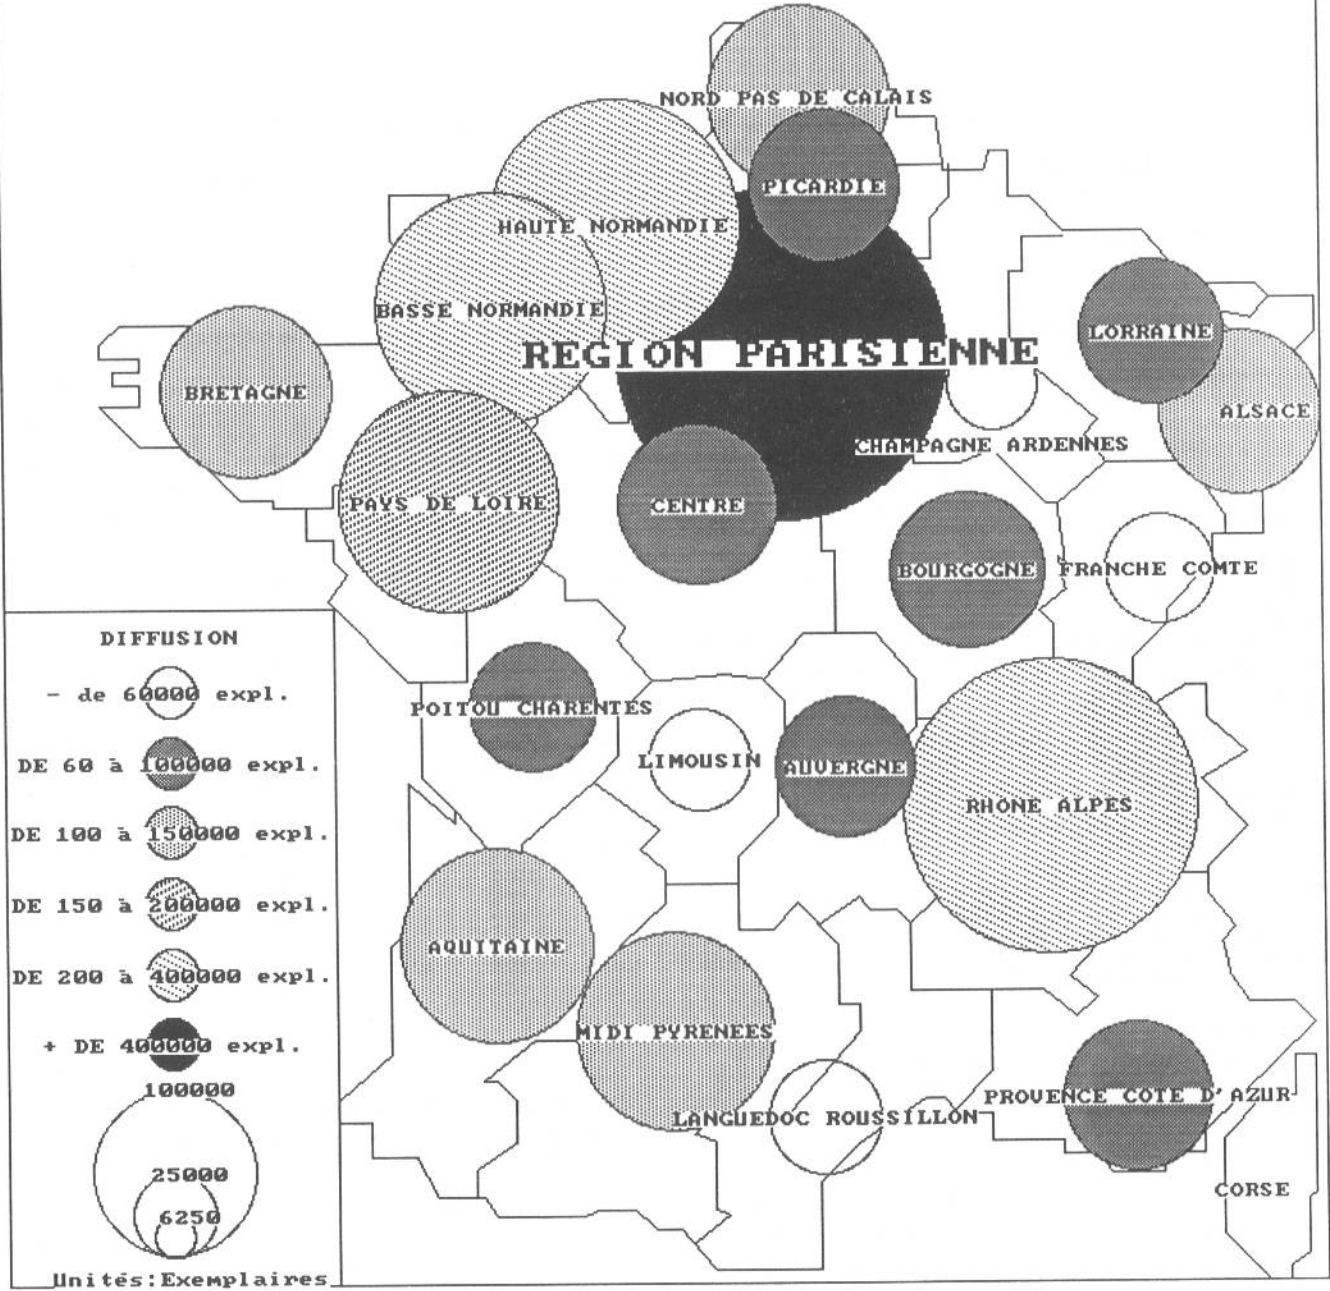 NORD PAS DE CALAIS
PICARDIE
HAUTE NORMANDIE
BASSE NORMANDIE
LORRAINE
REGION PARISIENNE
BRETAGNE
ALSACE
CHAMPAGNE ARDENNES
PAYS DE LOIRE
CENTRE
BOURGOGNE
FRANCHE COMTE
POITOU CHARENTES
LIMOUSIN
AUVERGNE
RHONE ALPES
AQUITAINE
MIDI PYRENEES
LANGUEDOC ROUSSILLON
PROVENCE COTE D'AZUR
CORSE
DIFFUSION
- de 60000 expl.
DE 60 à 100000 expl.
DE 100 à 150000 expl.
DE 150 à 200000 expl.
DE 200 à 400000 expl.
+ DE 400000 expl.
100000
25000
6250
Unités:Exemplaires